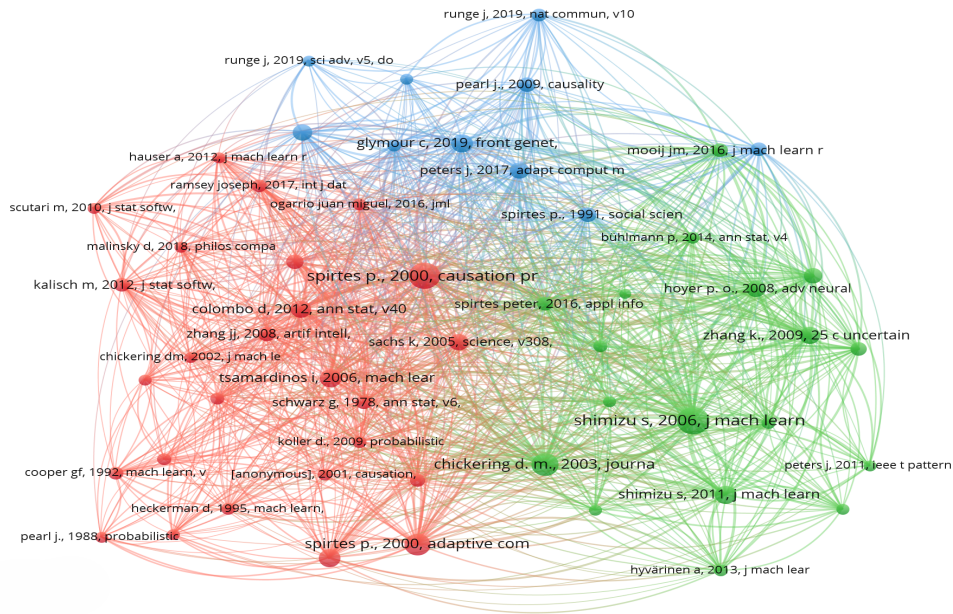 runge j, 2019, nat commun, v10
runge j, 2019, sci adv, v5, do
pearl j., 2009, causality
glymour c, 2019, front genet,
mooij jm, 2016, j mach learn r
hauser a, 2012, j mach learn r
peters j, 2017, adapt comput m
ramsey joseph, 2017, int j dat
ogarrio juan miguel, 2016, jml
scutari m, 2010, j stat softw,
spirtes p., 1991, social scien
bühlmann p, 2014, ann stat, v4
malinsky d, 2018, philos compa
spirtes p., 2000, causation pr
kalisch m, 2012, j stat softw,
hoyer p. o., 2008, adv neural
spirtes peter, 2016, appl info
colombo d, 2012, ann stat, v40
zhang jj, 2008, artif intell,
zhang k., 2009, 25 c uncertain
sachs k, 2005, science, v308,
chickering dm, 2002, j mach le
tsamardinos i, 2006, mach lear
schwarz g, 1978, ann stat, v6,
shimizu s, 2006, j mach learn
koller d., 2009, probabilistic
chickering d. m., 2003, journa
peters j, 2011, ieee t pattern
cooper gf, 1992, mach learn, v
[anonymous], 2001, causation,
shimizu s, 2011, j mach learn
heckerman d, 1995, mach learn,
pearl j., 1988, probabilistic
spirtes p., 2000, adaptive com
hyvärinen a, 2013, j mach lear